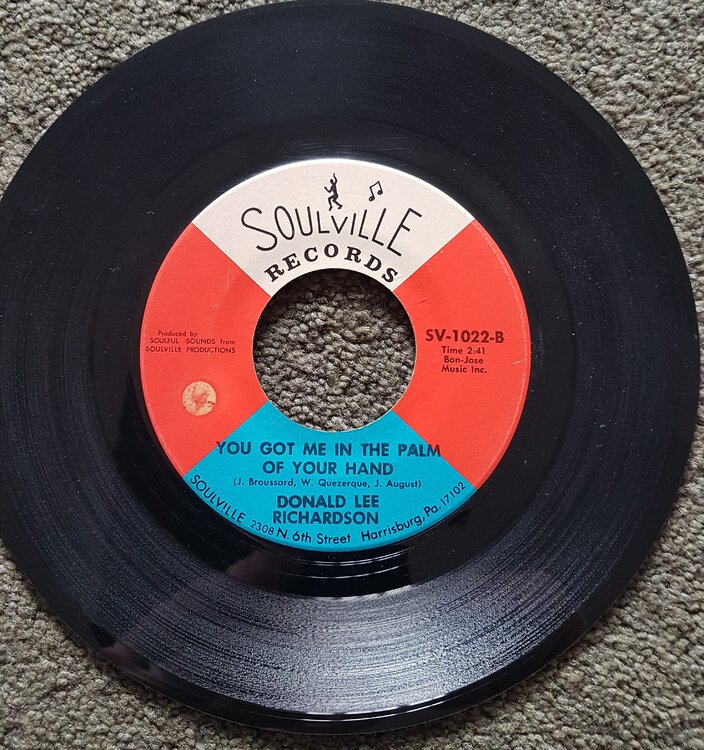 SOULVILLE
RECORDS
Produced by
SOULFUL SOUNDS from
SOULVILLE PRODUCTIONS
SV-1022-B
Time 2:41
Bon-Jose
Music Inc.
YOU GOT ME IN THE PALM
OF YOUR HAND
(J. Broussard, W. Quezerque, J. August)
DONALD LEE
RICHARDSON
SOULVILLE 2308 N. 6th Street Harrisburg, Pa. 17102